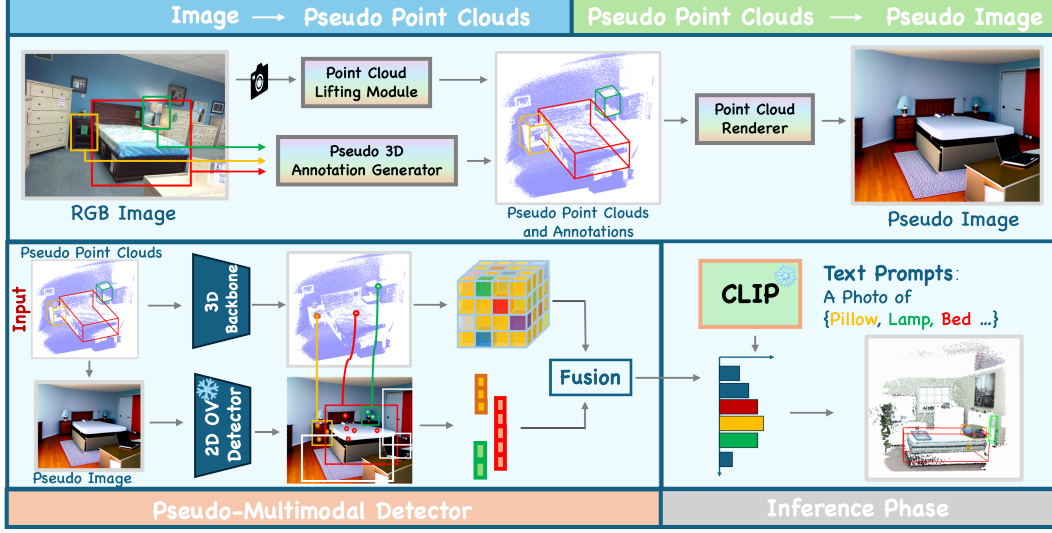 Image → Pseudo Point Clouds
Pseudo Point Clouds → Pseudo Image
Point Cloud
Lifting Module
Pseudo 3D
Annotation Generator
Point Cloud
Renderer
RGB Image
Pseudo Point Clouds
and Annotations
Pseudo Image
Pseudo Point Clouds
Input
3D
Backbone
2D OV
Detector
Pseudo Image
Fusion
CLIP
Text Prompts:
A Photo of
{Pillow, Lamp, Bed ...}
Pseudo-Multimodal Detector
Inference Phase